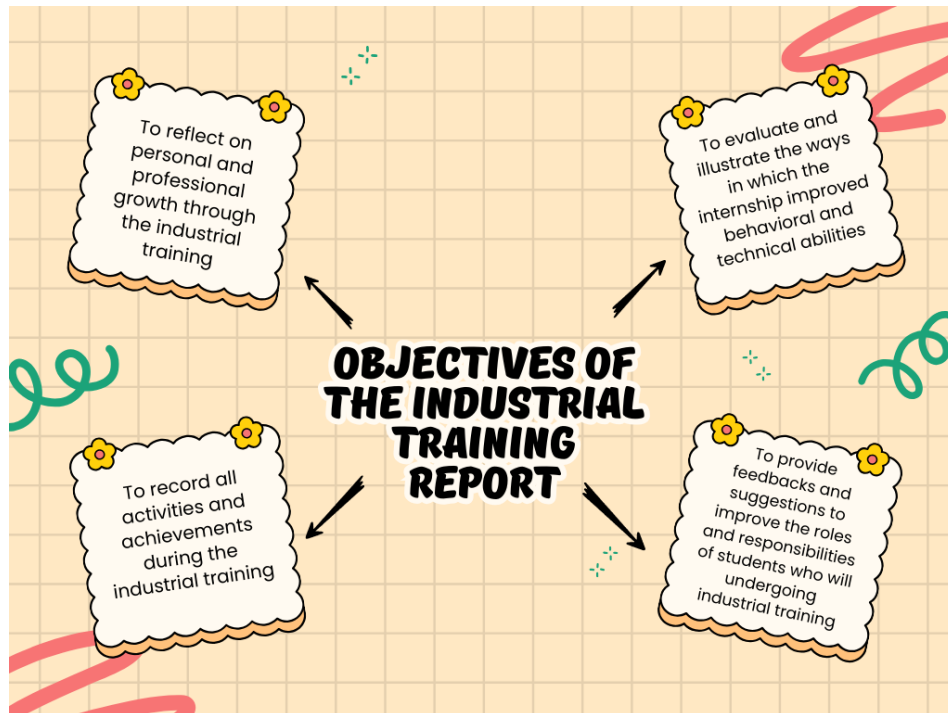 To reflect on
personal and
professional
growth through
the industrial
training
To evaluate and
illustrate the ways
in which the
internship improved
behavioral and
technical abilities
OBJECTIVES OF
THE INDUSTRIAL
TRAINING
REPORT
To record all
activities and
achievements
during the
industrial training
To provide
feedbacks and
suggestions to
improve the roles
and responsibilities
of students who will
undergoing
industrial training